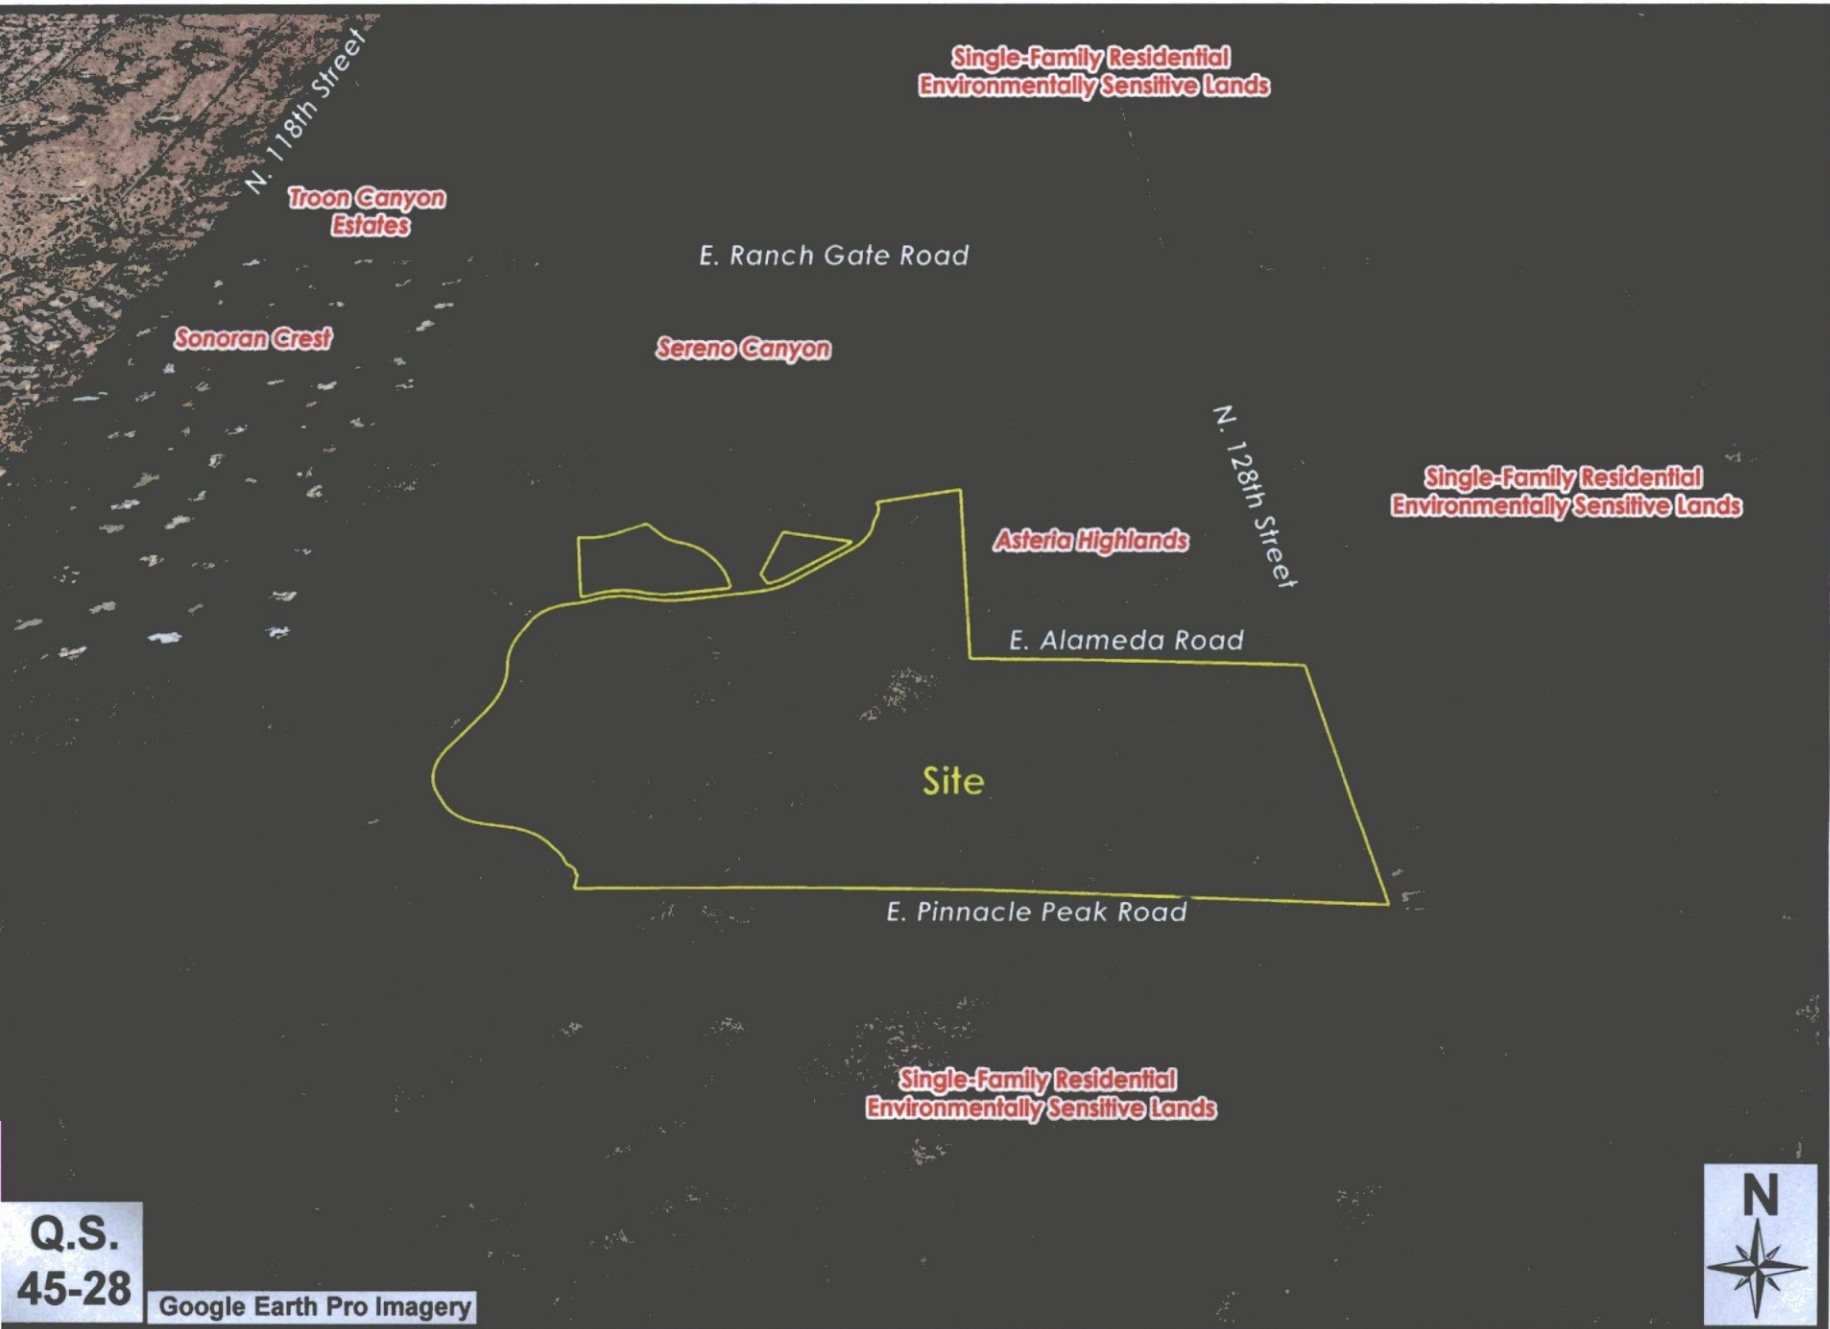 Single-Family Residential
Environmentally Sensitive Lands
N. 118th Street
Troon Canyon
Estates
E. Ranch Gate Road
Sonoran Crest
Sereno Canyon
N. 128th Street
Single-Family Residential
Environmentally Sensitive Lands
Asteria Highlands
E. Alameda Road
Site
E. Pinnacle Peak Road
Single-Family Residential
Environmentally Sensitive Lands
N
Q.S.
45-28
Google Earth Pro Imagery